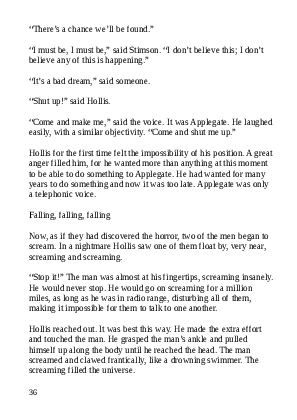 “There’s a chance we’ll be found.”
“I must be, I must be,” said Stimson. “I don’t believe this; I don’t
believe any of this is happening.”
“It’s a bad dream,” said someone.
“Shut up!” said Hollis.
“Come and make me,” said the voice. It was Applegate. He laughed
easily, with a similar objectivity. “Come and shut me up.”
Hollis for the first time felt the impossibility of his position. A great
anger filled him, for he wanted more than anything at this moment
to be able to do something to Applegate. He had wanted for many
years to do something and now it was too late. Applegate was only
a telephonic voice.
Falling, falling, falling
Now, as if they had discovered the horror, two of the men began to
scream. In a nightmare Hollis saw one of them float by, very near,
screaming and screaming.
“Stop it!” The man was almost at his fingertips, screaming insanely.
He would never stop. He would go on screaming for a million
miles, as long as he was in radio range, disturbing all of them,
making it impossible for them to talk to one another.
Hollis reached out. It was best this way. He made the extra effort
and touched the man. He grasped the man’s ankle and pulled
himself up along the body until he reached the head. The man
screamed and clawed frantically, like a drowning swimmer. The
screaming filled the universe.
36